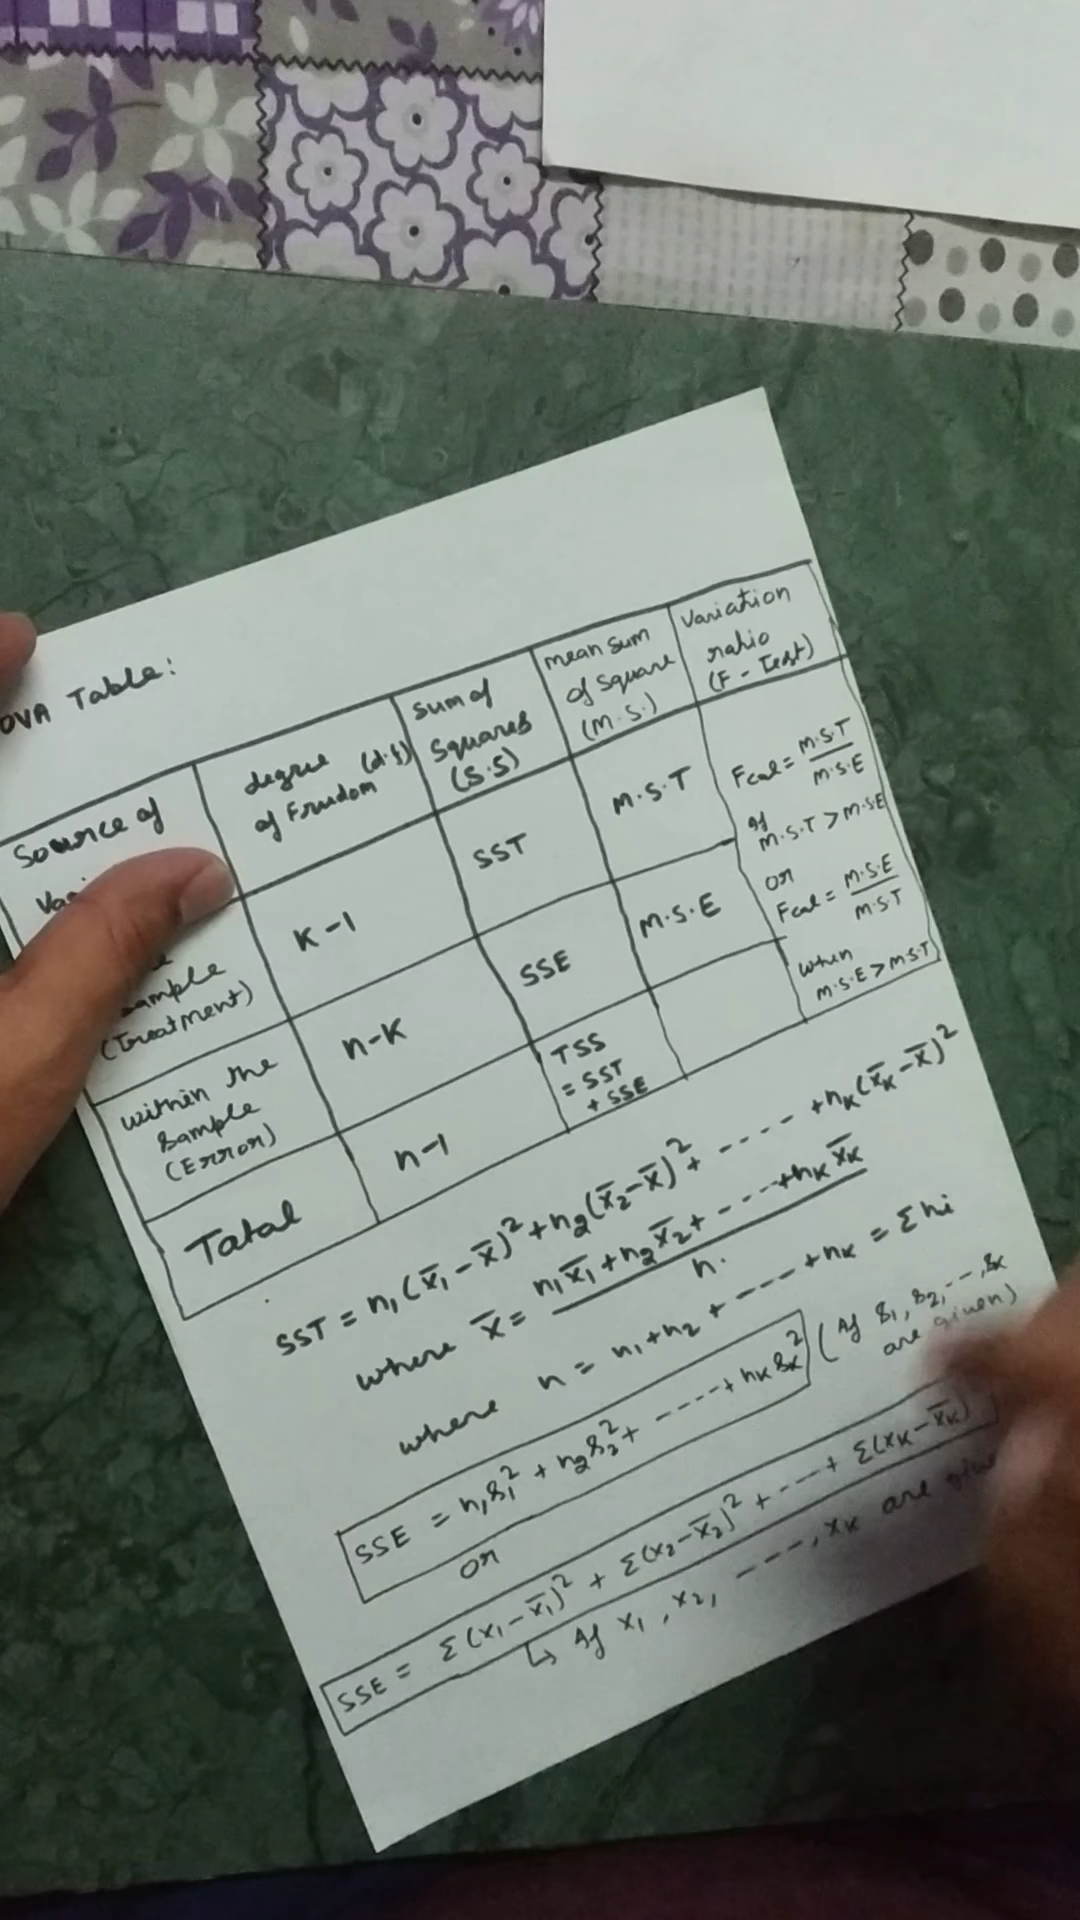 OVA Table:
Source of
degree (d.f)
of Freedom
Sum of
Squares
(S.S)
mean sum
of Square
(M.S.)
Variation
ratio
(F - Test)
sample
(Treatment)
K-1
SST
M.S.T
Fcal = M.S.T / M.S.E
If
M.S.T > M.S.E
or
Fcal = M.S.E / M.S.T
when
M.S.E > M.S.T
within the
Sample
(Error)
n-K
SSE
M.S.E
Tatal
n-1
TSS
= SST
+ SSE
SST = n₁(x̄₁ - x̄)² + n₂(x̄₂ - x̄)² + ---- + nₖ(x̄ₖ - x̄)²
where x̄ = n₁x̄₁ + n₂x̄₂ + ---- + nₖx̄ₖ / n.
where n = n₁ + n₂ + ---- + nₖ = Σni
SSE = n₁s₁² + n₂s₂² + ---- + nₖsₖ² (If s₁, s₂, ---, sₖ
are given)
or
SSE = Σ(x₁ - x̄₁)² + Σ(x₂ - x̄₂)² + ---- + Σ(xₖ - x̄ₖ)
↳ If x₁, x₂, ----, xₖ are